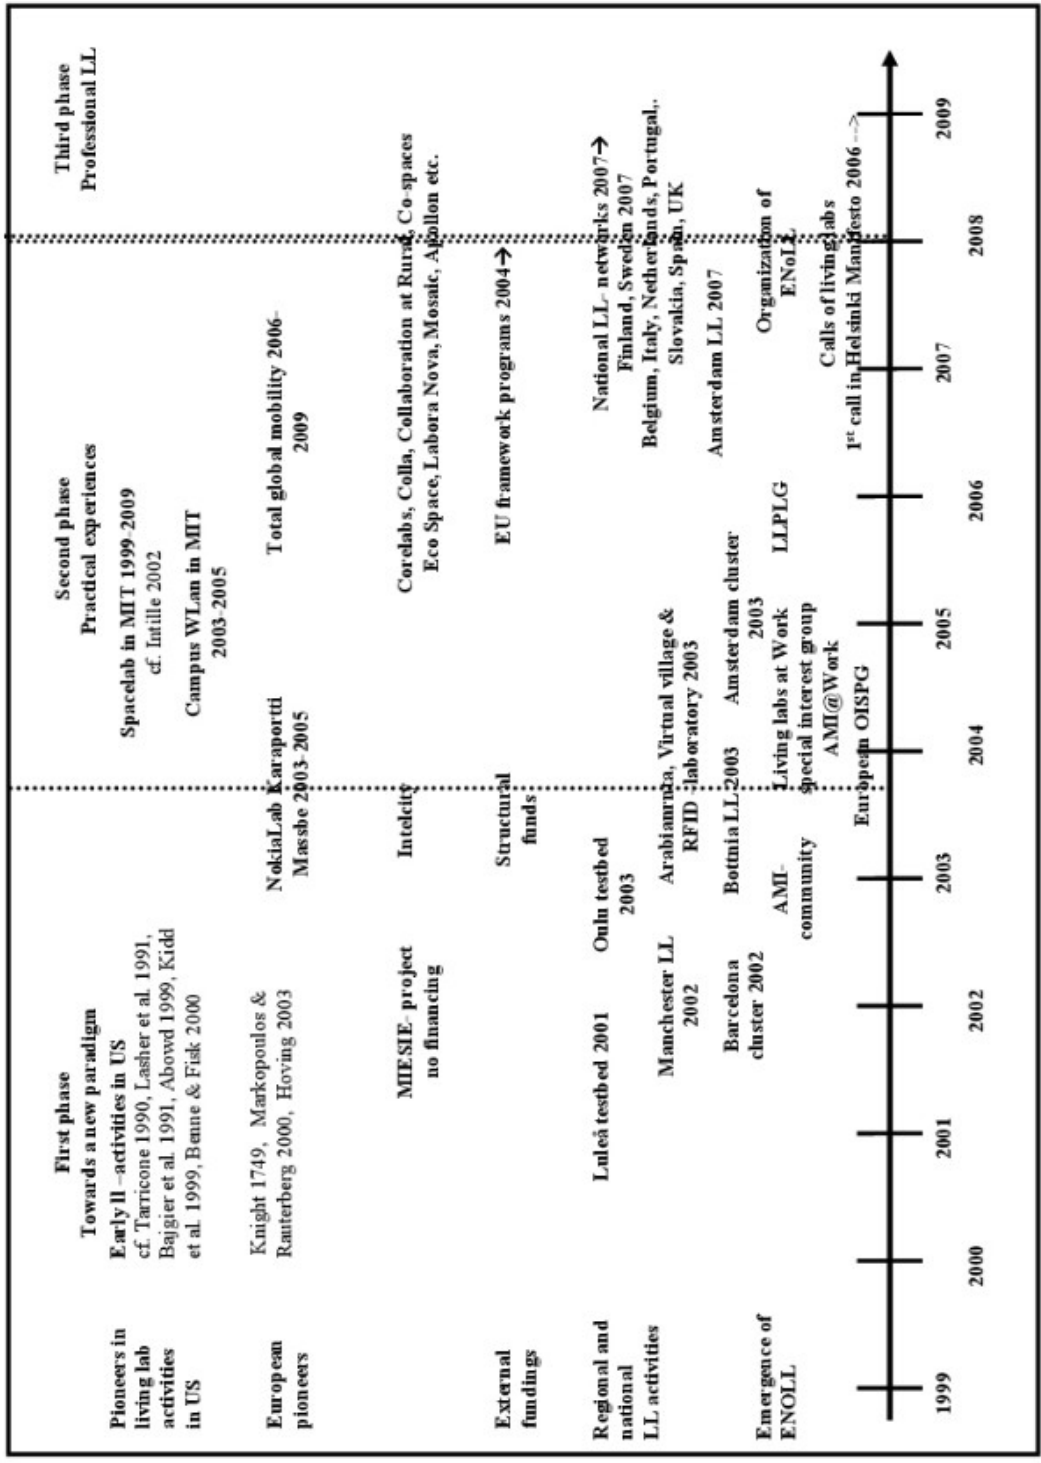 First phase
Towards a new paradigm
Second phase
Practical experiences
Third phase
Professional LL
Pioneers in
living lab
activities
in US
Early ll –activities in US
cf. Tarricone 1990, Lasher et al. 1991,
Bajgier et al. 1991, Abowd 1999, Kidd
et al. 1999, Benne & Fisk 2000
Spacelab in MIT 1999-2009
cf. Intille 2002
Campus WLan in MIT
2003-2005
European
pioneers
Knight 1749, Markopoulos &
Rauterberg 2000, Hoving 2003
NokiaLab Karaportti
Massbe 2003-2005
Total global mobility 2006-
2009
MIESIE- project
no financing
Intelcity
Corelabs, Colla, Collaboration at Rural, Co-spaces
Eco Space, Labora Nova, Mosaic, Apollon etc.
External
fundings
Structural
funds
EU framework programs 2004→
Regional and
national
LL activities
Luleå testbed 2001
Oulu testbed
2003
Manchester LL
2002
Arabianranta, Virtual village &
RFID –laboratory 2003
National LL- networks 2007→
Finland, Sweden 2007
Belgium, Italy, Netherlands, Portugal,.
Slovakia, Spain, UK
Barcelona
cluster 2002
Bottnia LL 2003
Amsterdam cluster
2003
Amsterdam LL 2007
Emergence of
ENOLL
AMI-
community
Living labs at Work
special interest group
AMI@Work
LLPLG
Organization of
ENoLL
European OISPG
Calls of living labs
1st call in Helsinki Manifesto 2006 -->
1999
2000
2001
2002
2003
2004
2005
2006
2007
2008
2009